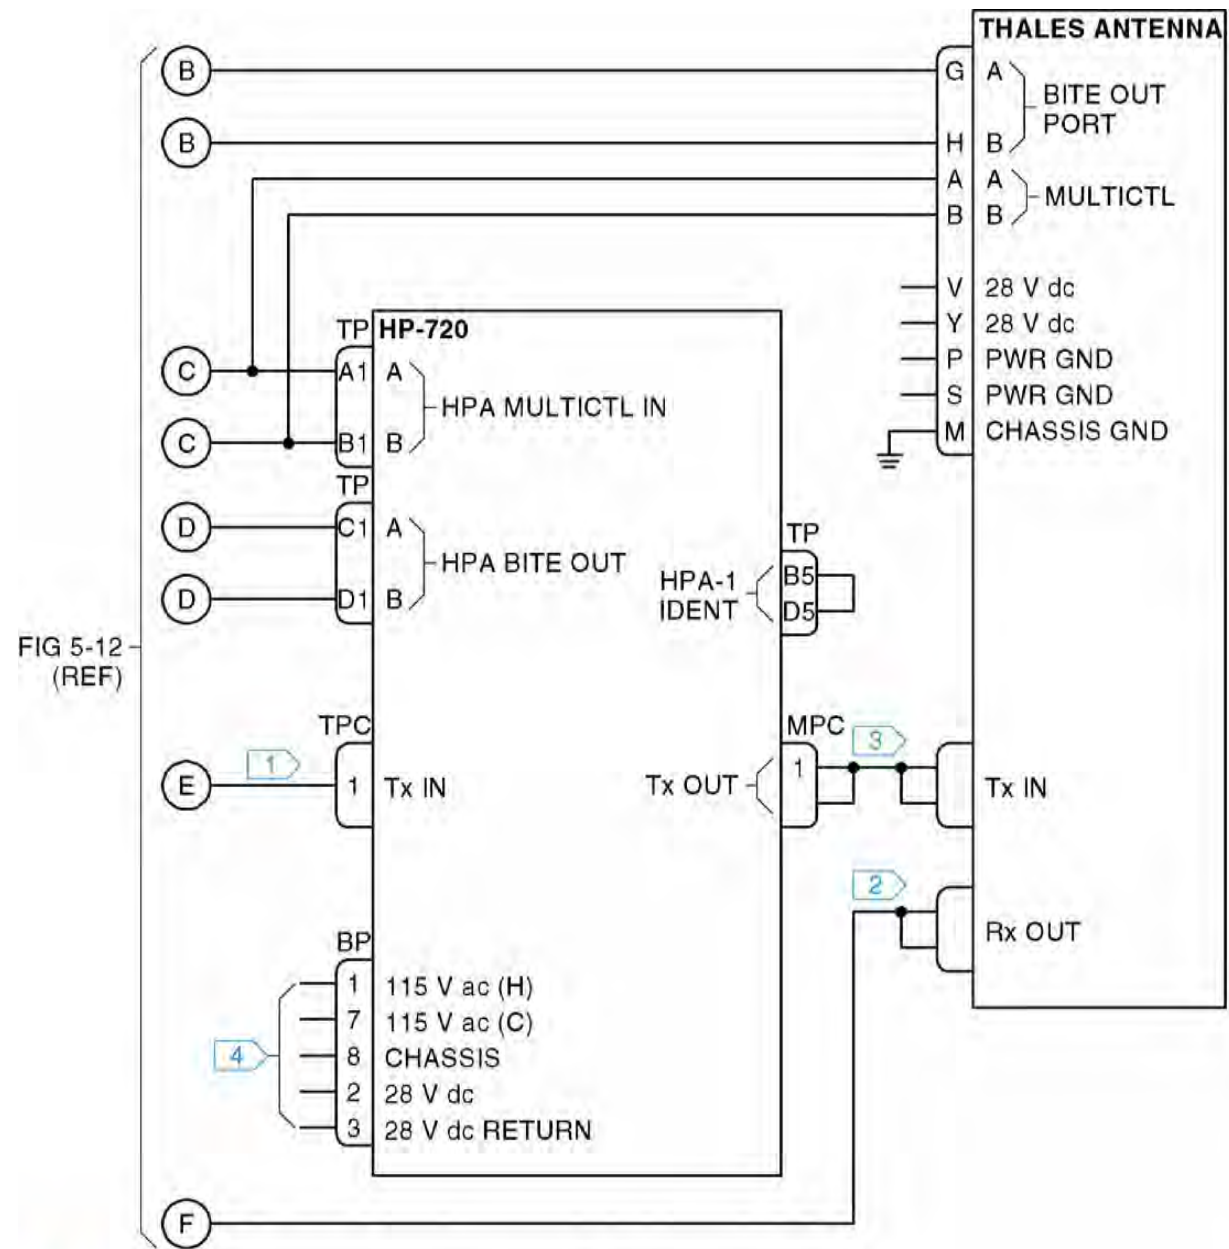 THALES ANTENNA
B
G A
BITE OUT
PORT
B
H B
A A
MULTICTL
B B
V 28 V dc
Y 28 V dc
P PWR GND
S PWR GND
M CHASSIS GND
TP HP-720
C
A1 A
HPA MULTICTL IN
C
B1 B
TP
D
C1 A
HPA BITE OUT
D
D1 B
TP
HPA-1
IDENT
B5
D5
FIG 5-12
(REF)
TPC
E
1
1 Tx IN
MPC
3
Tx OUT
1
Tx IN
2
Rx OUT
BP
1 115 V ac (H)
7 115 V ac (C)
4
8 CHASSIS
2 28 V dc
3 28 V dc RETURN
F